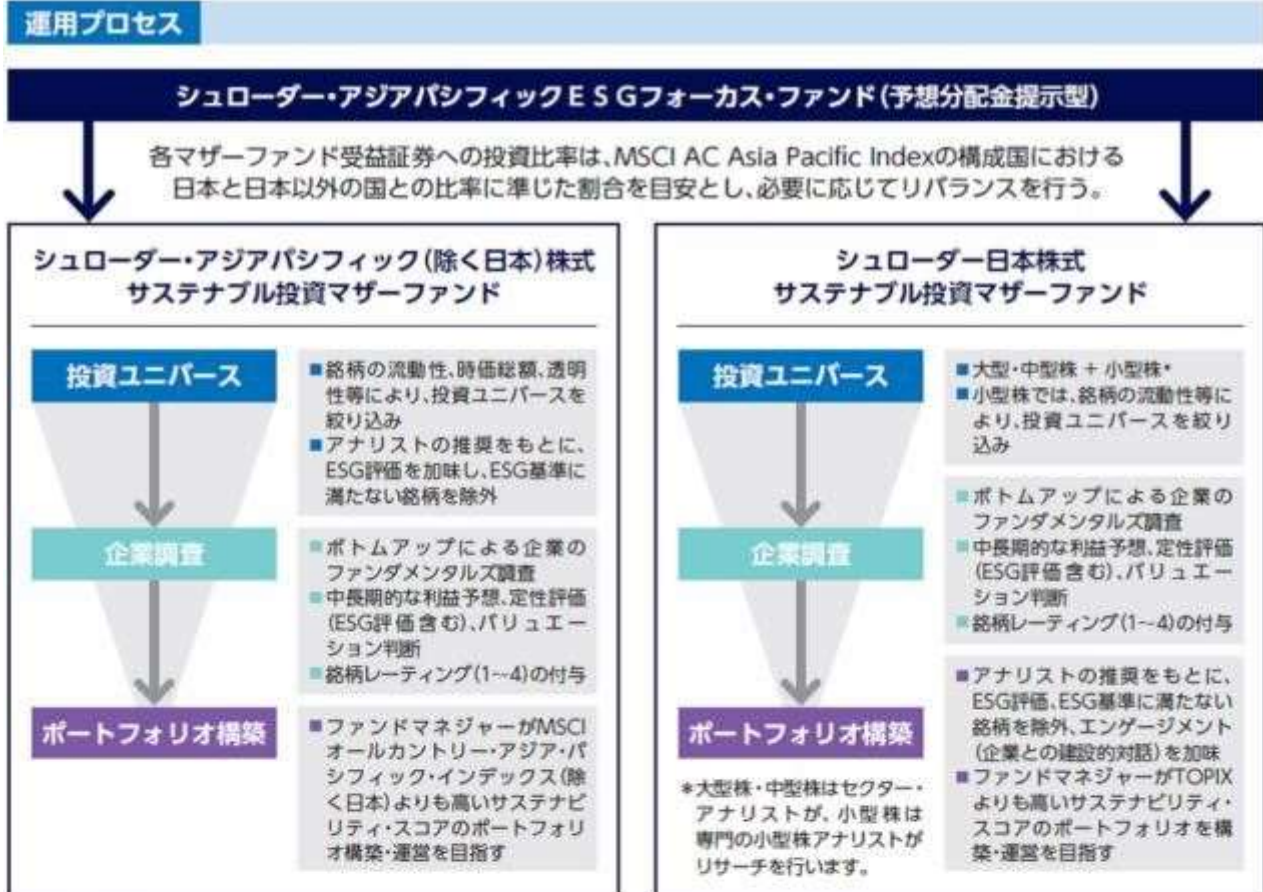 運用プロセス
シュローダー・アジアパシフィックＥＳＧフォーカス・ファンド(予想分配金提示型)
各マザーファンド受益証券への投資比率は、MSCI AC Asia Pacific Indexの構成国における
日本と日本以外の国との比率に準じた割合を目安とし、必要に応じてリバランスを行う。
シュローダー・アジアパシフィック(除く日本)株式
サステナブル投資マザーファンド
投資ユニバース
■銘柄の流動性、時価総額、透明
性等により、投資ユニバースを
絞り込み
■アナリストの推奨をもとに、
ESG評価を加味し、ESG基準に
満たない銘柄を除外
企業調査
■ボトムアップによる企業の
ファンダメンタルズ調査
■中長期的な利益予想、定性評価
(ESG評価含む)、バリュエー
ション判断
■銘柄レーティング(1~4)の付与
ポートフォリオ構築
■ファンドマネジャーがMSCI
オールカントリー・アジア・パ
シフィック・インデックス(除
く日本)よりも高いサステナビ
リティ・スコアのポートフォリ
オ構築・運営を目指す
シュローダー日本株式
サステナブル投資マザーファンド
投資ユニバース
■大型・中型株 + 小型株*
■小型株では、銘柄の流動性等に
より、投資ユニバースを絞り
込み
企業調査
■ボトムアップによる企業の
ファンダメンタルズ調査
■中長期的な利益予想、定性評価
(ESG評価含む)、バリュエー
ション判断
■銘柄レーティング(1~4)の付与
ポートフォリオ構築
■アナリストの推奨をもとに、
ESG評価、ESG基準に満たない
銘柄を除外、エンゲージメント
(企業との建設的対話)を加味
■ファンドマネジャーがTOPIX
よりも高いサステナビリティ・
スコアのポートフォリオを構
築・運営を目指す
*大型株・中型株はセクター・
アナリストが、小型株は
専門の小型株アナリストが
リサーチを行います。